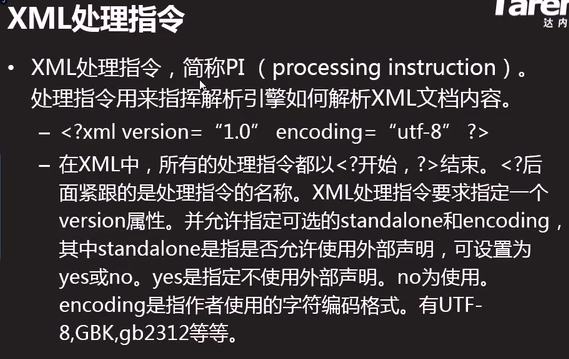 XML处理指令
Tarer
达内
• XML处理指令，简称PI （processing instruction）。
处理指令用来指挥解析引擎如何解析XML文档内容。
– <?xml version=“1.0” encoding=“utf-8” ?>
– 在XML中，所有的处理指令都以<?开始，?>结束。<?后
面紧跟的是处理指令的名称。XML处理指令要求指定一个
version属性。并允许指定可选的standalone和encoding，
其中standalone是指是否允许使用外部声明，可设置为
yes或no。yes是指定不使用外部声明。no为使用。
encoding是指作者使用的字符编码格式。有UTF-
8,GBK,gb2312等等。